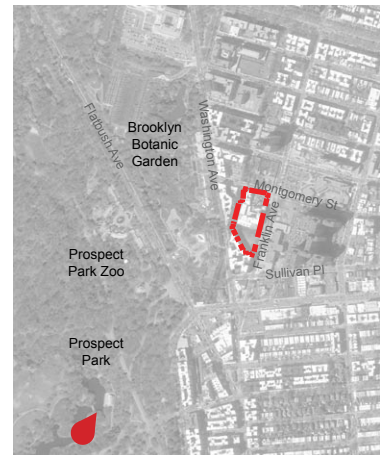 Flatbush Ave
Brooklyn
Botanic
Garden
Washington Ave
Montgomery St
Franklin Ave
Prospect
Park Zoo
Sullivan Pl
Prospect
Park